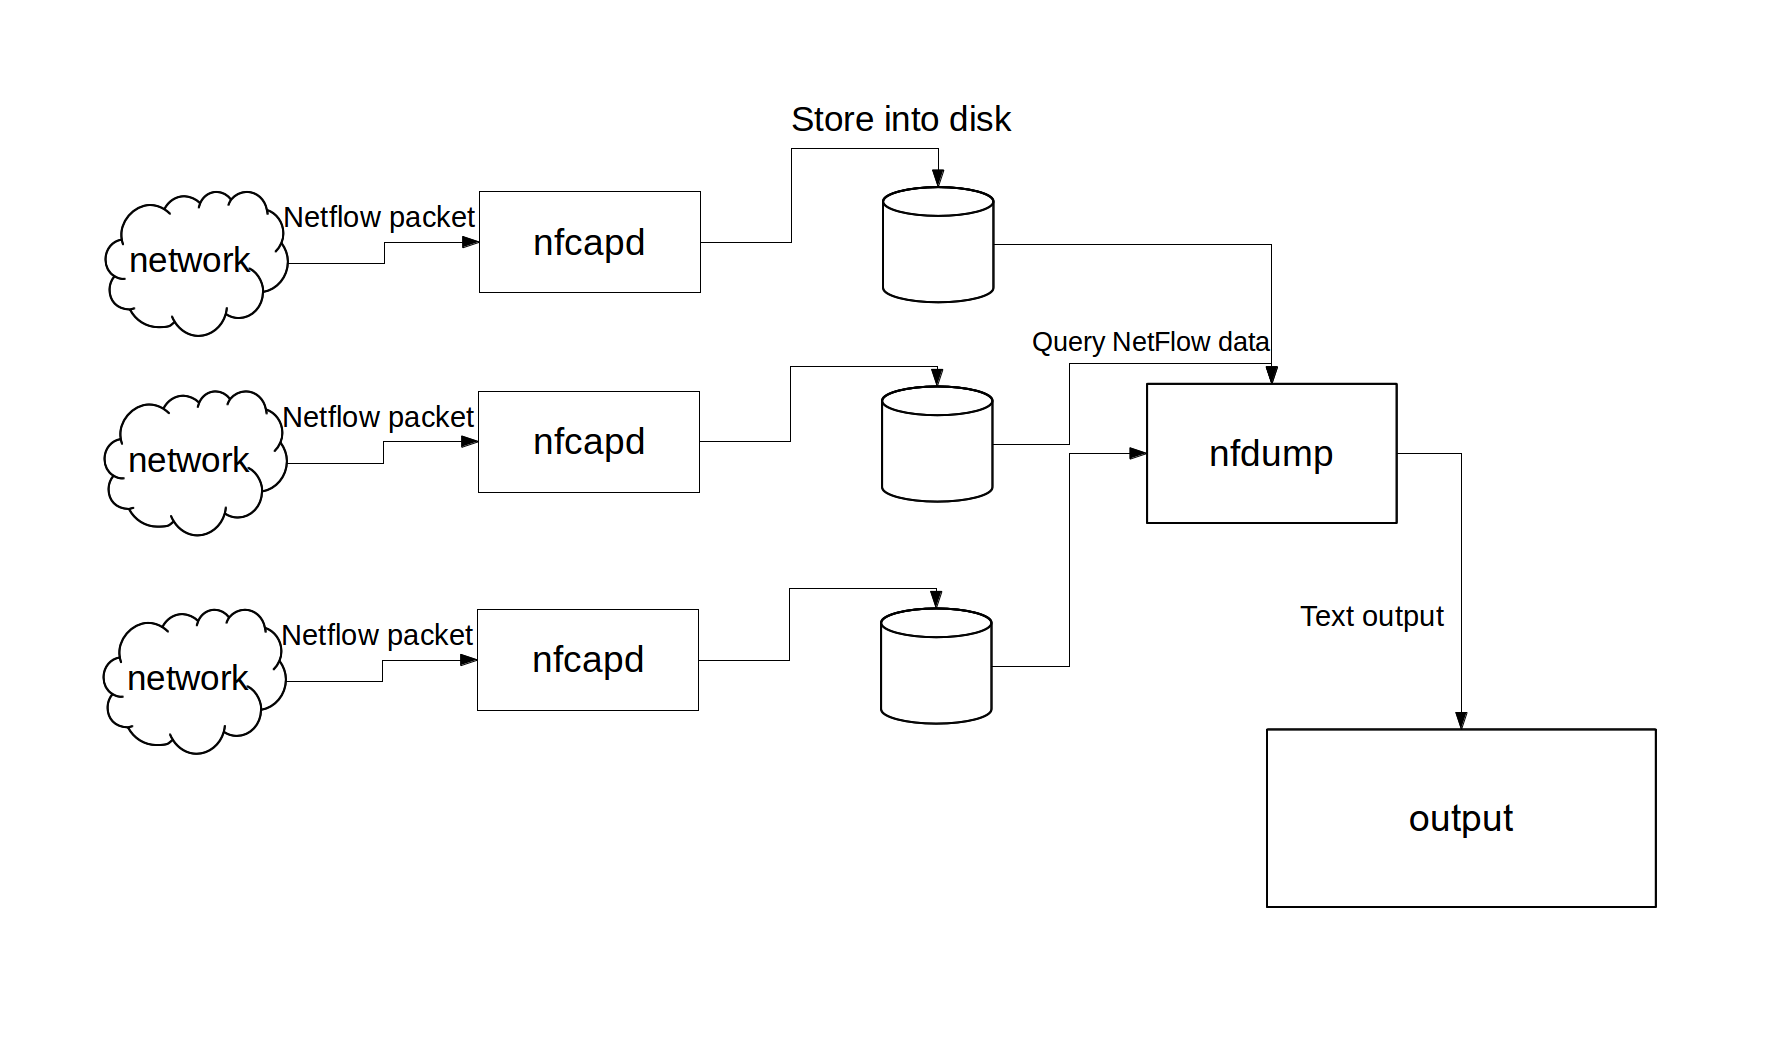 Store into disk
Netflow packet
network
nfcapd
Query NetFlow data
Netflow packet
network
nfcapd
nfdump
Text output
Netflow packet
network
nfcapd
output